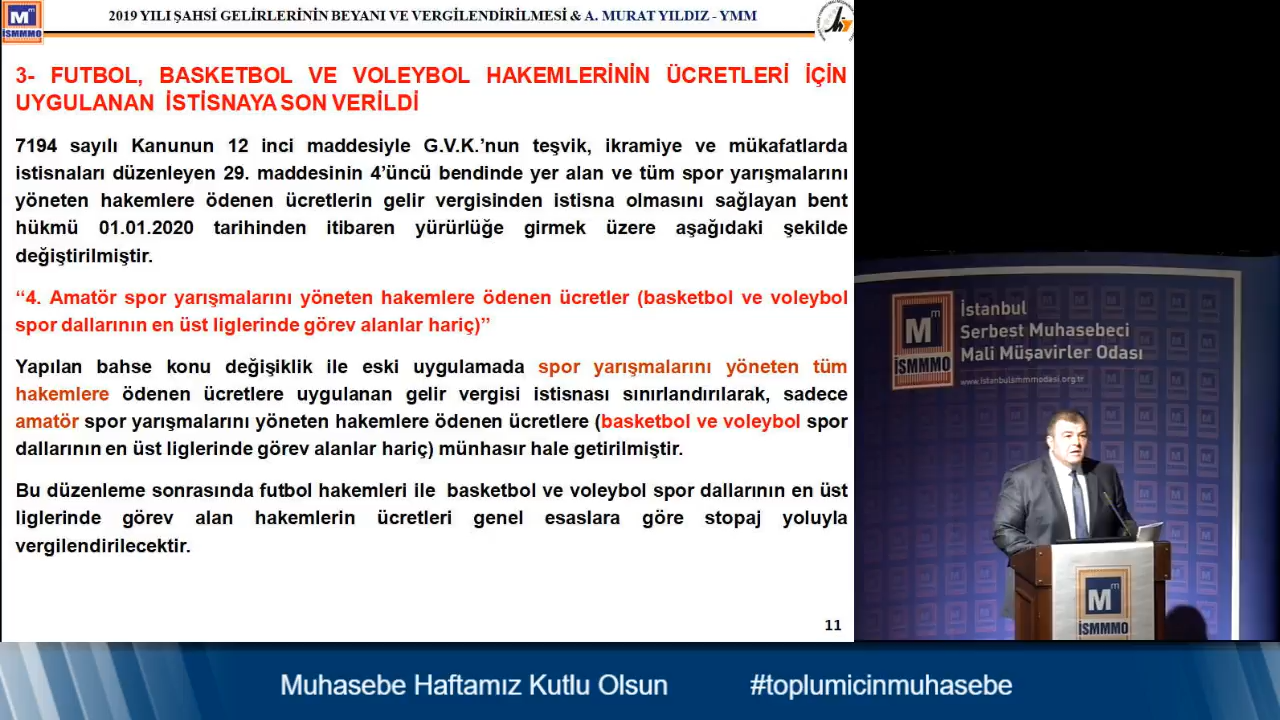 2019 YILI ŞAHSİ GELİRLERİNİN BEYANI VE VERGİLENDİRİLMESİ & A. MURAT YILDIZ - YMM
M m
İSMMMO
3- FUTBOL, BASKETBOL VE VOLEYBOL HAKEMLERİNİN ÜCRETLERİ İÇİN
UYGULANAN İSTİSNAYA SON VERİLDİ
7194 sayılı Kanunun 12 inci maddesiyle G.V.K.’nun teşvik, ikramiye ve mükafatlarda
istisnaları düzenleyen 29. maddesinin 4’üncü bendinde yer alan ve tüm spor yarışmalarını
yöneten hakemlere ödenen ücretlerin gelir vergisinden istisna olmasını sağlayan bent
hükmü 01.01.2020 tarihinden itibaren yürürlüğe girmek üzere aşağıdaki şekilde
değiştirilmiştir.
‘‘4. Amatör spor yarışmalarını yöneten hakemlere ödenen ücretler (basketbol ve voleybol
spor dallarının en üst liglerinde görev alanlar hariç)’’
Yapılan bahse konu değişiklik ile eski uygulamada spor yarışmalarını yöneten tüm
hakemlere ödenen ücretlere uygulanan gelir vergisi istisnası sınırlandırılarak, sadece
amatör spor yarışmalarını yöneten hakemlere ödenen ücretlere (basketbol ve voleybol spor
dallarının en üst liglerinde görev alanlar hariç) münhasır hale getirilmiştir.
Bu düzenleme sonrasında futbol hakemleri ile basketbol ve voleybol spor dallarının en üst
liglerinde görev alan hakemlerin ücretleri genel esaslara göre stopaj yoluyla
vergilendirilecektir.
11
M m
İSMMMO
İstanbul
Serbest Muhasebeci
Mali Müşavirler Odası
www.istanbulsmmmodasi.org.tr
M m
İSMMMO
Muhasebe Haftamız Kutlu Olsun
#toplumicinmuhasebe